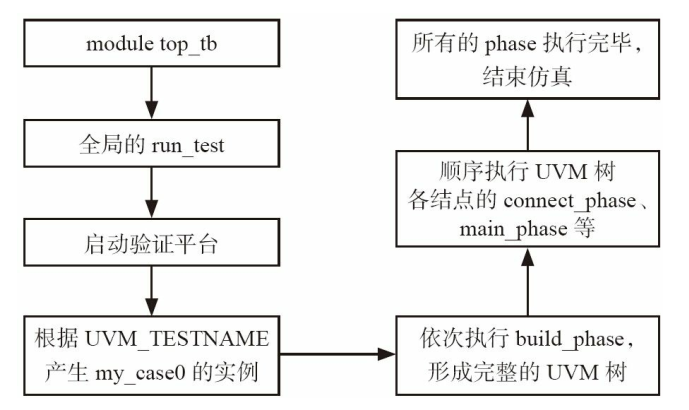 module top_tb
全局的 run_test
启动验证平台
根据 UVM_TESTNAME
产生 my_case0 的实例
依次执行 build_phase,
形成完整的 UVM 树
顺序执行 UVM 树
各结点的 connect_phase、
main_phase 等
所有的 phase 执行完毕,
结束仿真